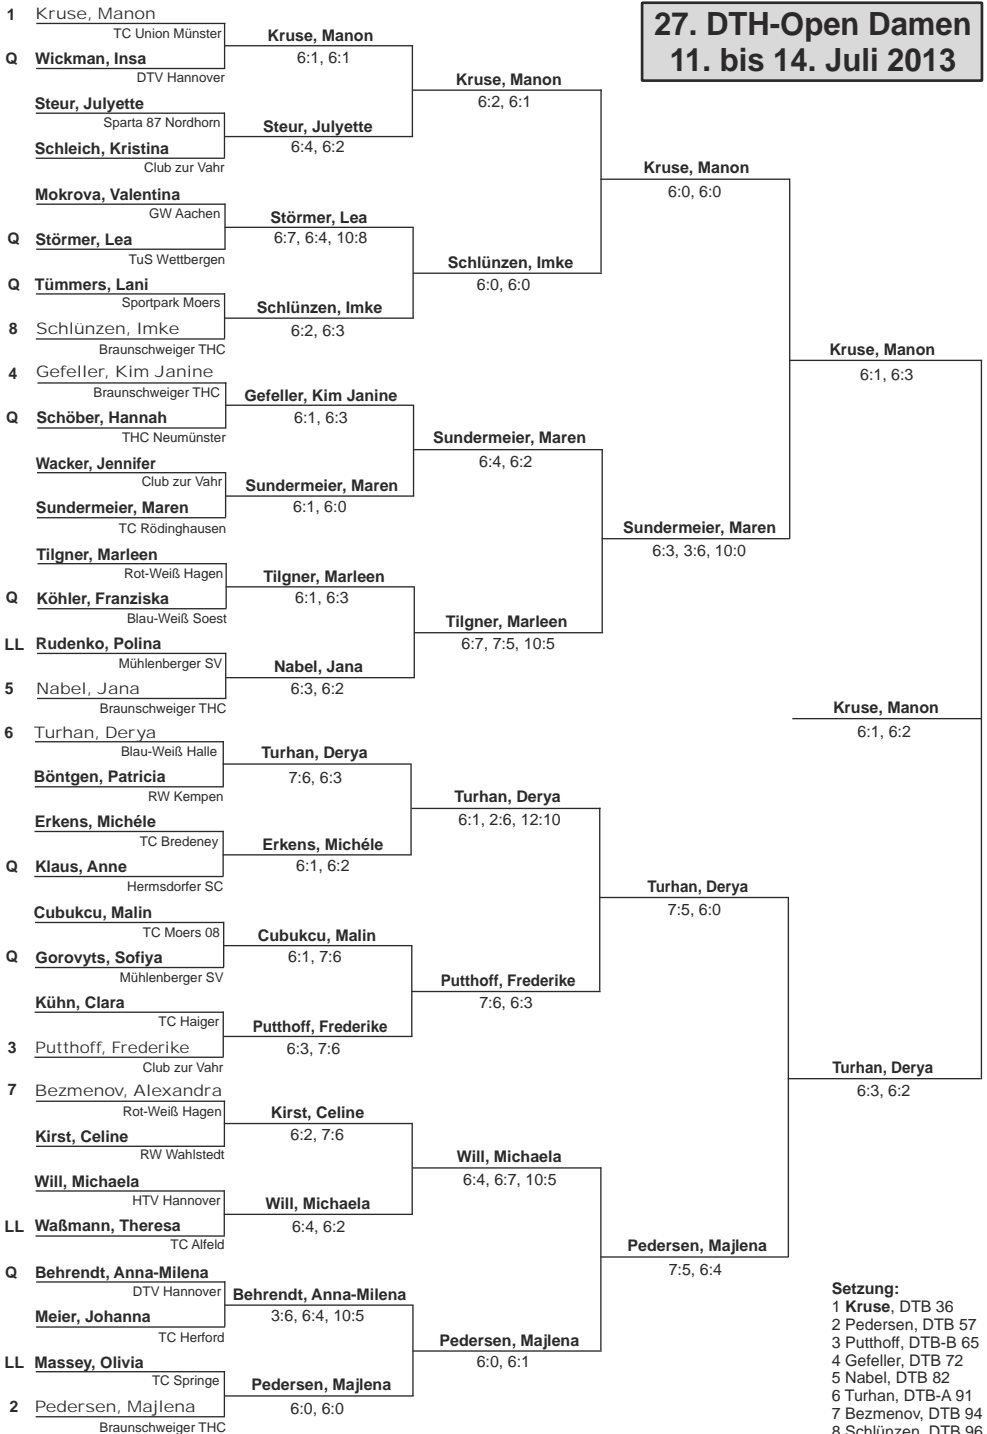 27. DTH-Open Damen
11. bis 14. Juli 2013
1 Kruse, Manon
TC Union Münster
Q Wickman, Insa
DTV Hannover
Steur, Julyette
Sparta 87 Nordhorn
Schleich, Kristina
Club zur Vahr
Mokrova, Valentina
GW Aachen
Q Störmer, Lea
TuS Wettbergen
Q Tümmers, Lani
Sportpark Moers
8 Schlünzen, Imke
Braunschweiger THC
4 Gefeller, Kim Janine
Braunschweiger THC
Q Schöber, Hannah
THC Neumünster
Wacker, Jennifer
Club zur Vahr
Sundermeier, Maren
TC Rödinghausen
Tilgner, Marleen
Rot-Weiß Hagen
Q Köhler, Franziska
Blau-Weiß Soest
LL Rudenko, Polina
Mühlenberger SV
5 Nabel, Jana
Braunschweiger THC
6 Turhan, Derya
Blau-Weiß Halle
Böntgen, Patricia
RW Kempen
Erkens, Michéle
TC Bredeney
Q Klaus, Anne
Hermsdorfer SC
Cubukcu, Malin
TC Moers 08
Q Gorovyts, Sofiya
Mühlenberger SV
Kühn, Clara
TC Haiger
3 Putthoff, Frederike
Club zur Vahr
7 Bezmenov, Alexandra
Rot-Weiß Hagen
Kirst, Celine
RW Wahlstedt
Will, Michaela
HTV Hannover
LL Waßmann, Theresa
TC Alfeld
Q Behrendt, Anna-Milena
DTV Hannover
Meier, Johanna
TC Herford
LL Massey, Olivia
TC Springe
2 Pedersen, Majlena
Braunschweiger THC
Kruse, Manon
6:1, 6:1
Steur, Julyette
6:4, 6:2
Störmer, Lea
6:7, 6:4, 10:8
Schlünzen, Imke
6:2, 6:3
Gefeller, Kim Janine
6:1, 6:3
Sundermeier, Maren
6:1, 6:0
Tilgner, Marleen
6:1, 6:3
Nabel, Jana
6:3, 6:2
Turhan, Derya
7:6, 6:3
Erkens, Michéle
6:1, 6:2
Cubukcu, Malin
6:1, 7:6
Putthoff, Frederike
6:3, 7:6
Kirst, Celine
6:2, 7:6
Will, Michaela
6:4, 6:2
Behrendt, Anna-Milena
3:6, 6:4, 10:5
Pedersen, Majlena
6:0, 6:0
Kruse, Manon
6:2, 6:1
Schlünzen, Imke
6:0, 6:0
Sundermeier, Maren
6:4, 6:2
Tilgner, Marleen
6:7, 7:5, 10:5
Turhan, Derya
6:1, 2:6, 12:10
Putthoff, Frederike
7:6, 6:3
Will, Michaela
6:4, 6:7, 10:5
Pedersen, Majlena
6:0, 6:1
Kruse, Manon
6:0, 6:0
Sundermeier, Maren
6:3, 3:6, 10:0
Turhan, Derya
7:5, 6:0
Pedersen, Majlena
7:5, 6:4
Kruse, Manon
6:1, 6:3
Turhan, Derya
6:3, 6:2
Kruse, Manon
6:1, 6:2
Setzung:
1 Kruse, DTB 36
2 Pedersen, DTB 57
3 Putthoff, DTB-B 65
4 Gefeller, DTB 72
5 Nabel, DTB 82
6 Turhan, DTB-A 91
7 Bezmenov, DTB 94
8 Schlünzen, DTB 96